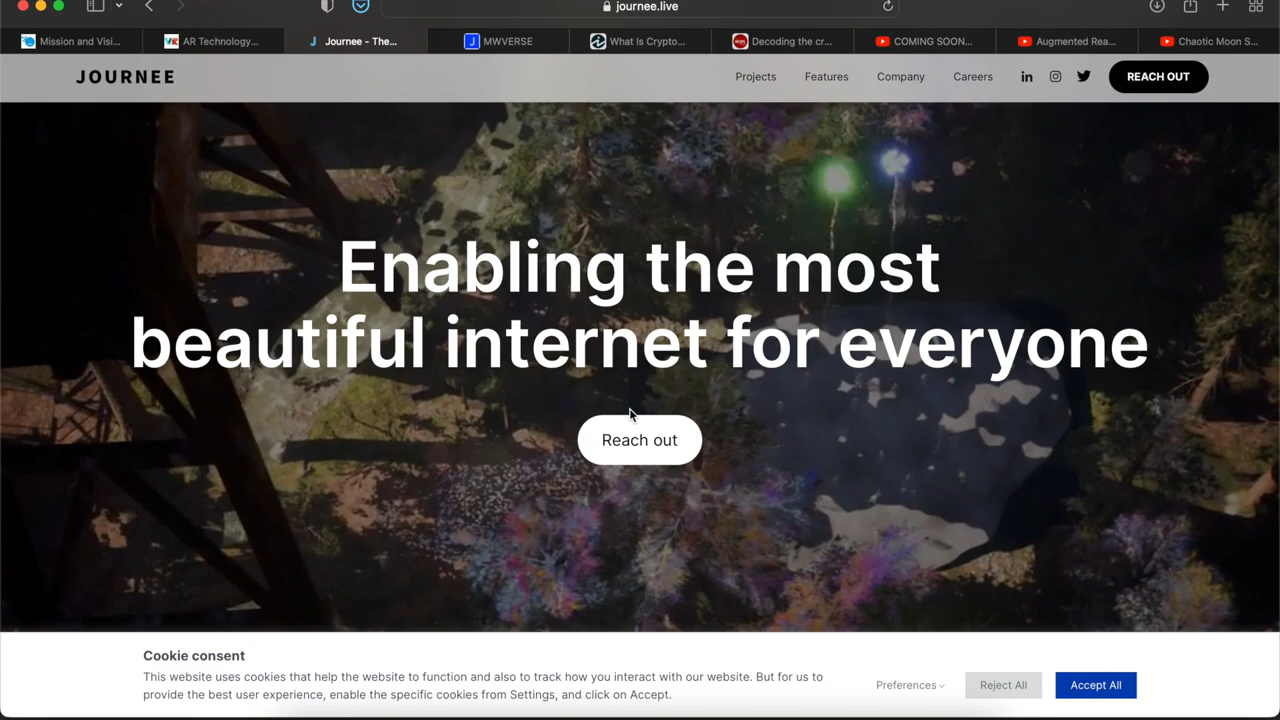 journee.live
Mission and Visi...
AR Technology...
Journee - The...
MWVERSE
What Is Crypto...
Decoding the cr...
COMING SOON...
Augmented Rea...
Chaotic Moon S...
JOURNEE
Projects
Features
Company
Careers
REACH OUT
Enabling the most
beautiful internet for everyone
Reach out
Cookie consent
This website uses cookies that help the website to function and also to track how you interact with our website. But for us to
provide the best user experience, enable the specific cookies from Settings, and click on Accept.
Preferences
Reject All
Accept All